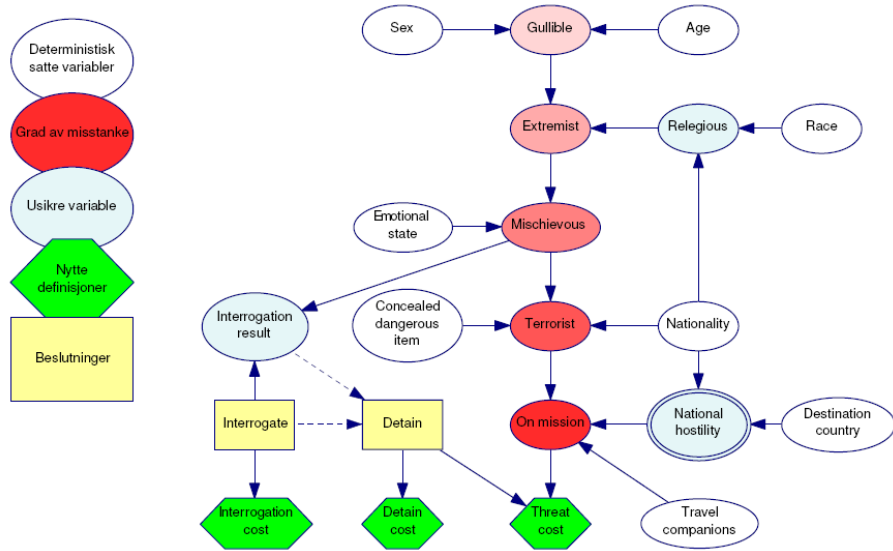 Deterministisk
satte variabler
Grad av misstanke
Usikre variable
Nytte
definisjoner
Beslutninger
Sex
Gullible
Age
Extremist
Relegious
Race
Emotional
state
Mischievous
Interrogation
result
Concealed
dangerous
item
Terrorist
Nationality
Interrogate
Detain
On mission
National
hostility
Destination
country
Interrogation
cost
Detain
cost
Threat
cost
Travel
companions